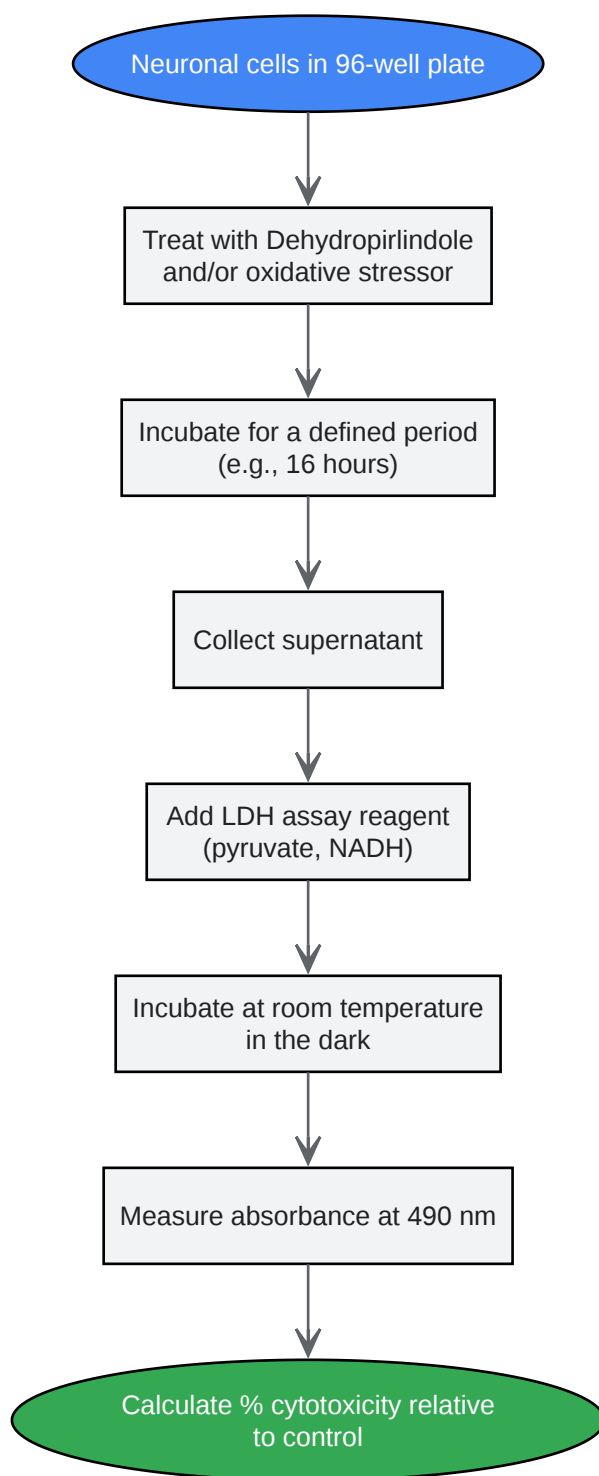 Neuronal cells in 96-well plate
Treat with Dehydropirlindole
and/or oxidative stressor
Incubate for a defined period
(e.g., 16 hours)
Collect supernatant
Add LDH assay reagent
(pyruvate, NADH)
Incubate at room temperature
in the dark
Measure absorbance at 490 nm
Calculate % cytotoxicity relative
to control